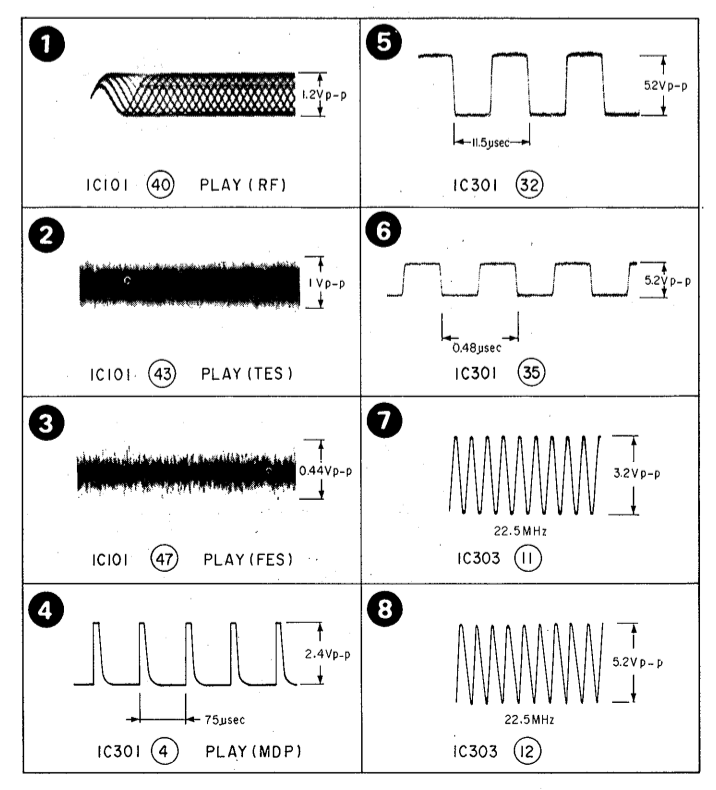 1
1.2Vp-p
IC101 40 PLAY (RF)
2
1Vp-p
IC101 43 PLAY (TES)
3
0.44Vp-p
IC101 47 PLAY (FES)
4
2.4Vp-p
75µsec
IC301 4 PLAY (MDP)
5
5.2Vp-p
11.5µsec
IC301 32
6
5.2Vp-p
0.48µsec
IC301 35
7
3.2Vp-p
22.5MHz
IC303 11
8
5.2Vp-p
22.5MHz
IC303 12